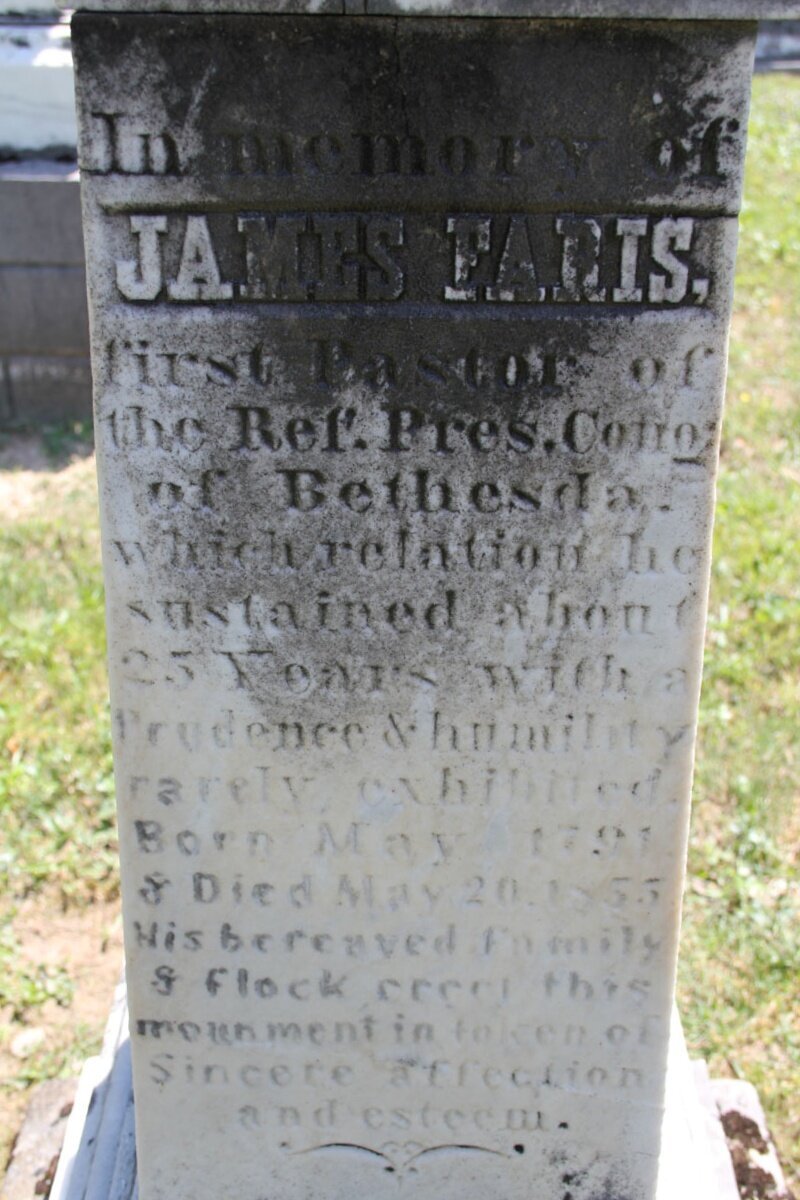 In memory of
JAMES FARIS,
first Pastor of
the Ref. Pres. Cong.
of Bethesda.
which relation he
sustained about
25 Years with a
Prudence & humility
rarely exhibited.
Born May 1791
& Died May 20. 1855
His bereaved Family
& flock erect this
mounment in token of
Sincere affection
and esteem.